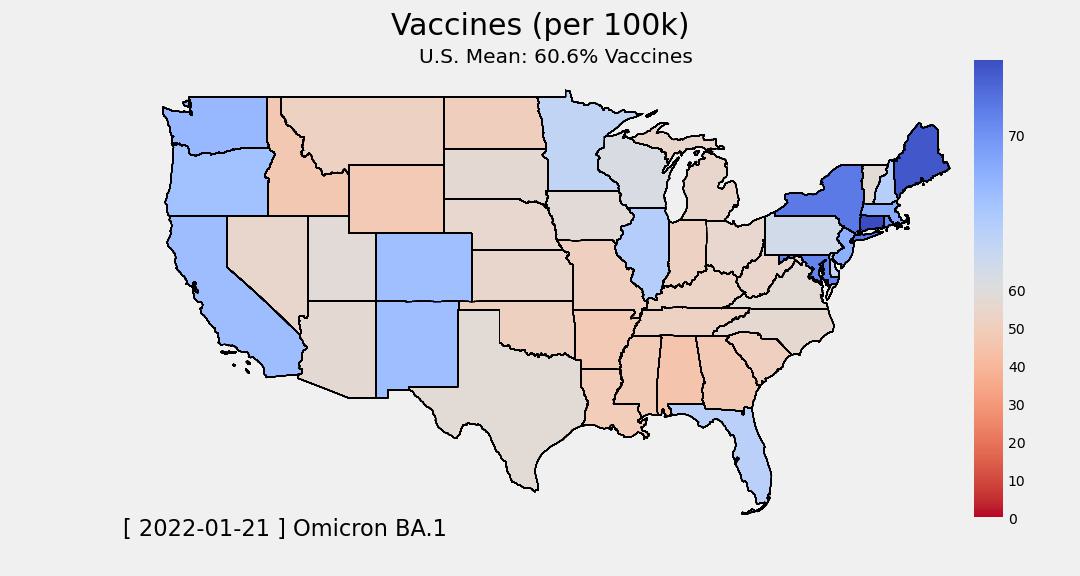 Vaccines (per 100k)
U.S. Mean: 60.6% Vaccines
70
60
50
40
30
20
10
0
[ 2022-01-21 ] Omicron BA.1